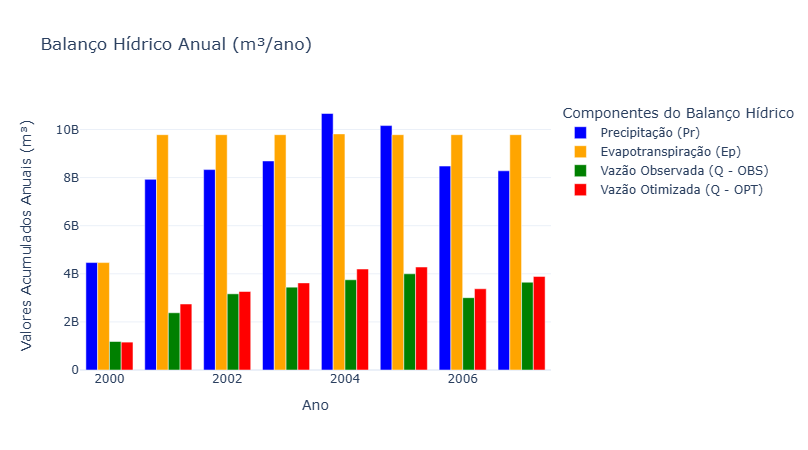 Balanço Hídrico Anual (m³/ano)
Componentes do Balanço Hídrico
Precipitação (Pr)
Evapotranspiração (Ep)
Vazão Observada (Q - OBS)
Vazão Otimizada (Q - OPT)
Valores Acumulados Anuais (m³)
10B
8B
6B
4B
2B
0
2000
2002
2004
2006
Ano